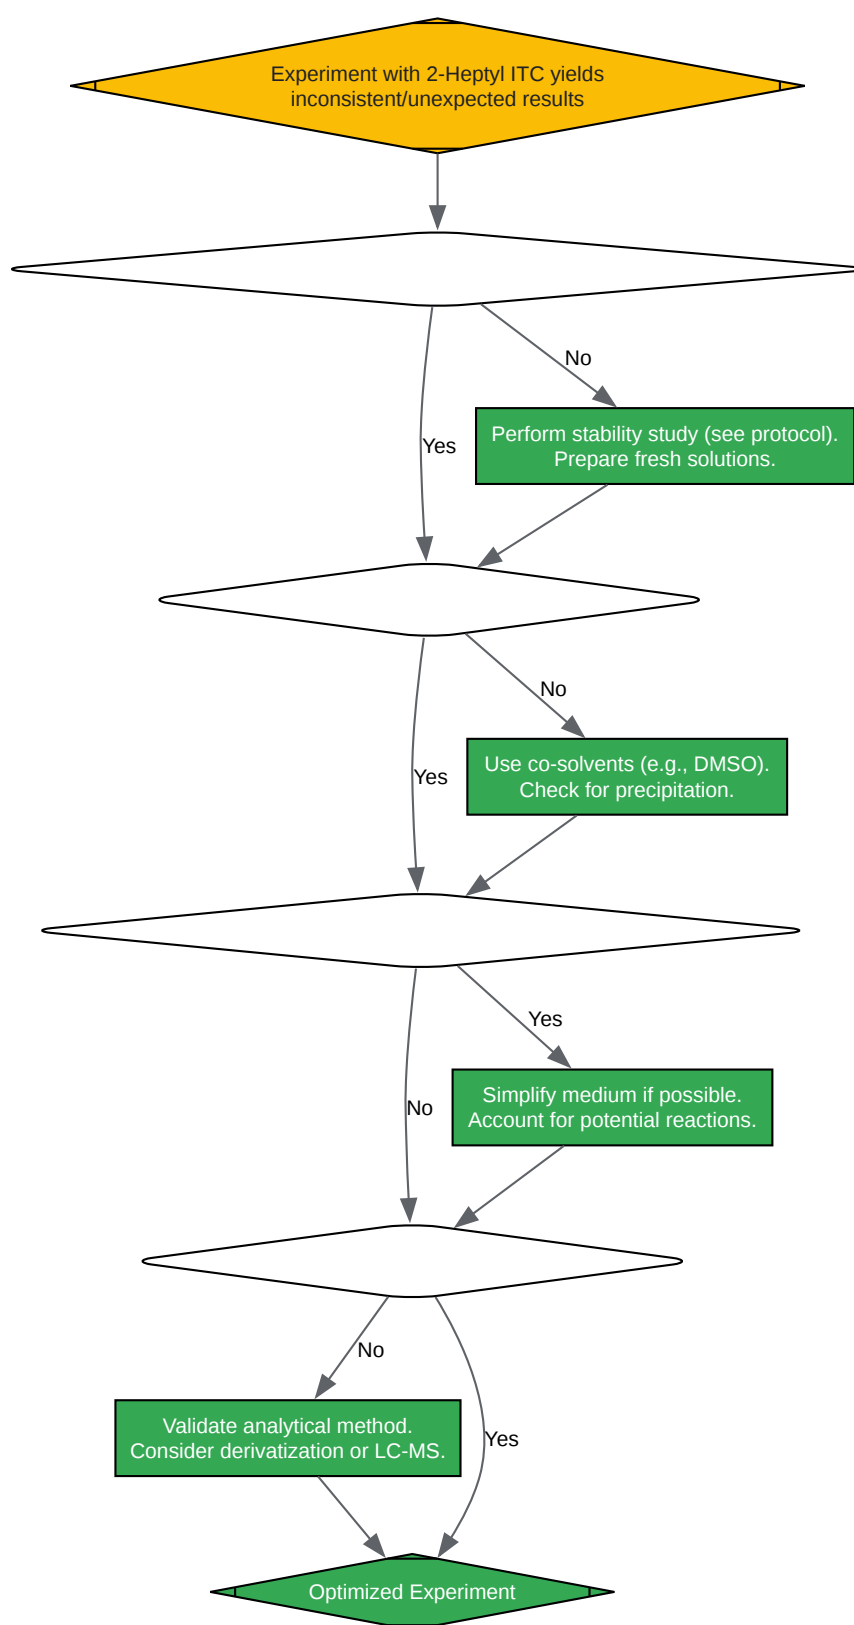 Experiment with 2-Heptyl ITC yields
inconsistent/unexpected results
No
Yes
Perform stability study (see protocol).
Prepare fresh solutions.
No
Yes
Use co-solvents (e.g., DMSO).
Check for precipitation.
Yes
No
Simplify medium if possible.
Account for potential reactions.
No
Yes
Validate analytical method.
Consider derivatization or LC-MS.
Optimized Experiment